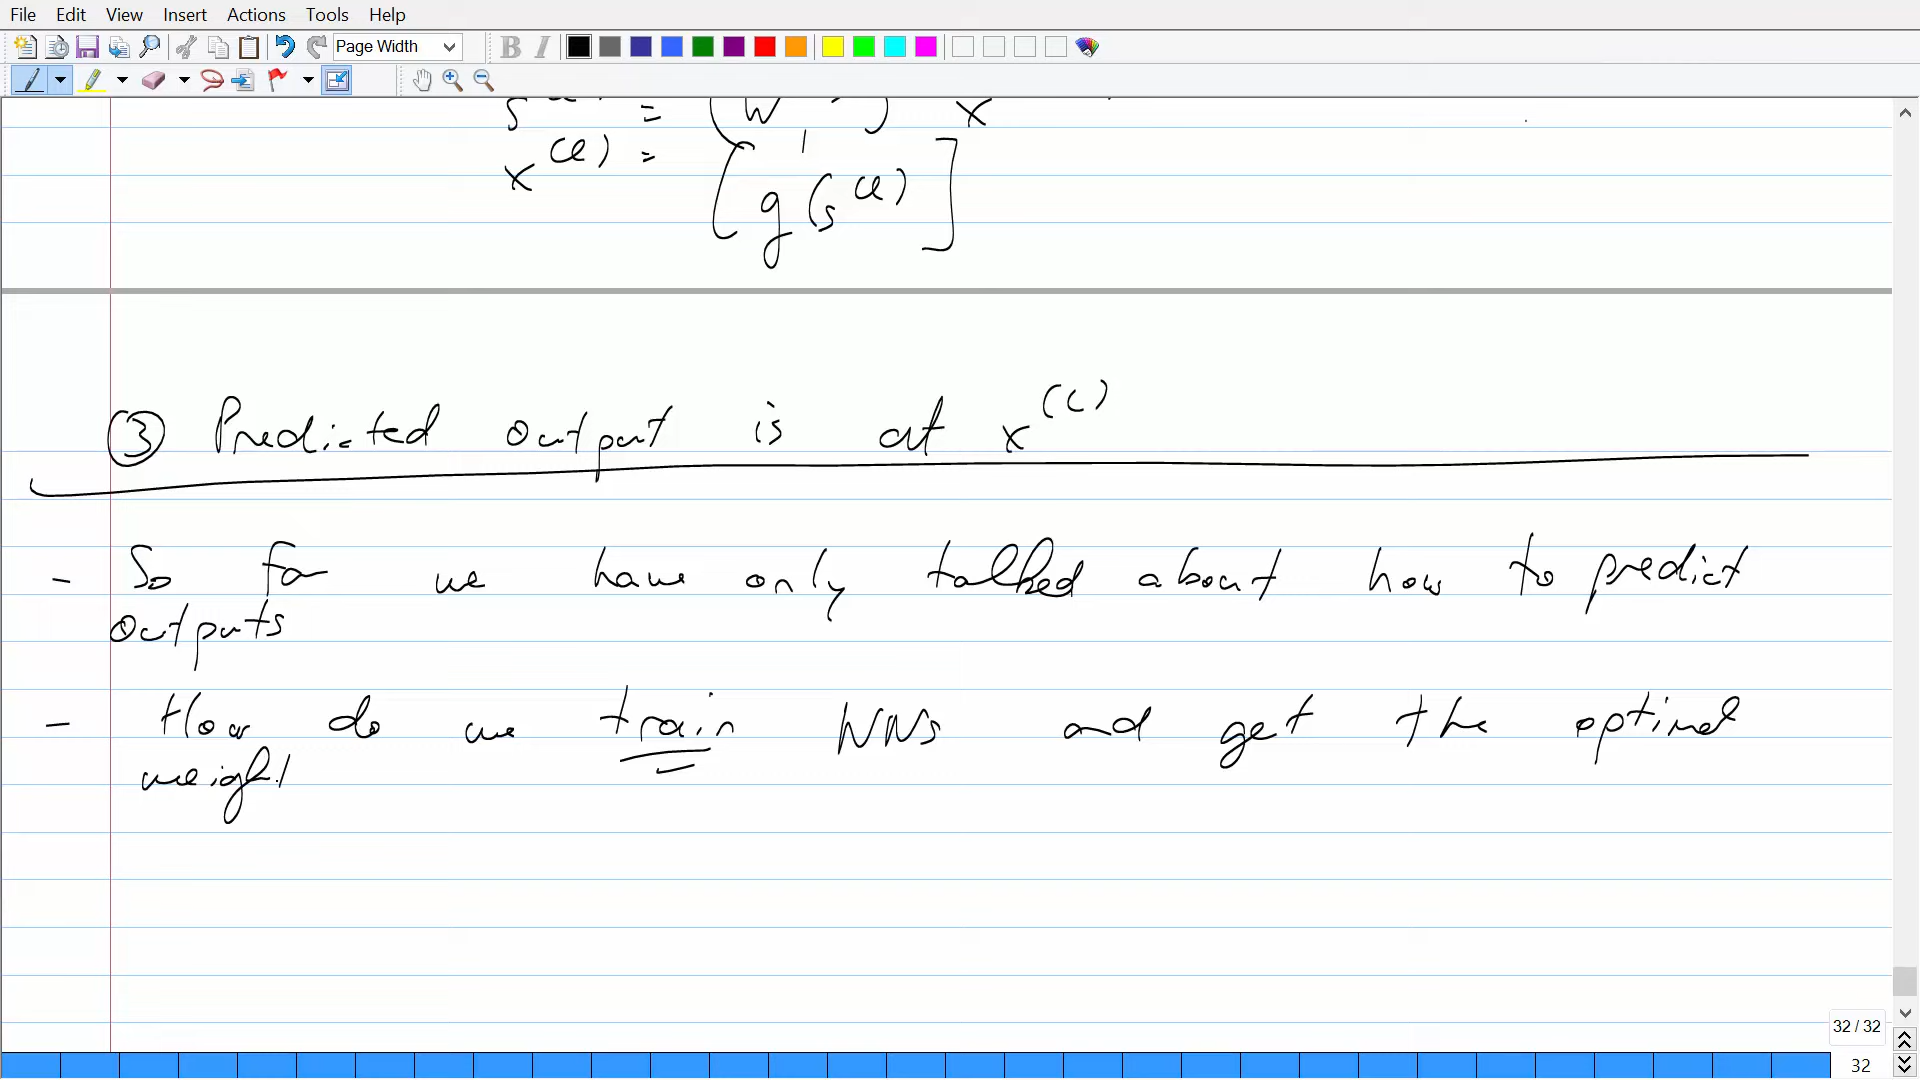 File Edit View Insert Actions Tools Help
Page Width B I
x^(l) = [ 1
g(s^(l)) ]
③ Predicted output is at x^(L)
- So far we have only talked about how to predict
outputs
- How do we train NNs and get the optimal
weight
32 / 32
32